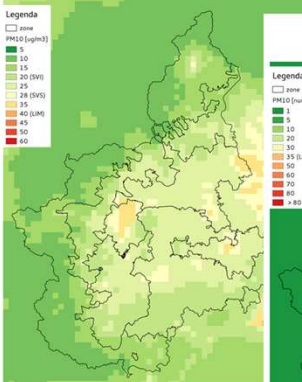 Legenda
zone
PM10 [ug/m3]
5
10
15
20 (SVI)
25
28 (SVS)
35
40 (LIM)
45
50
60
Legenda
zone
PM10 [nu
1
5
10
20
30
35 (L
50
60
70
80
> 80